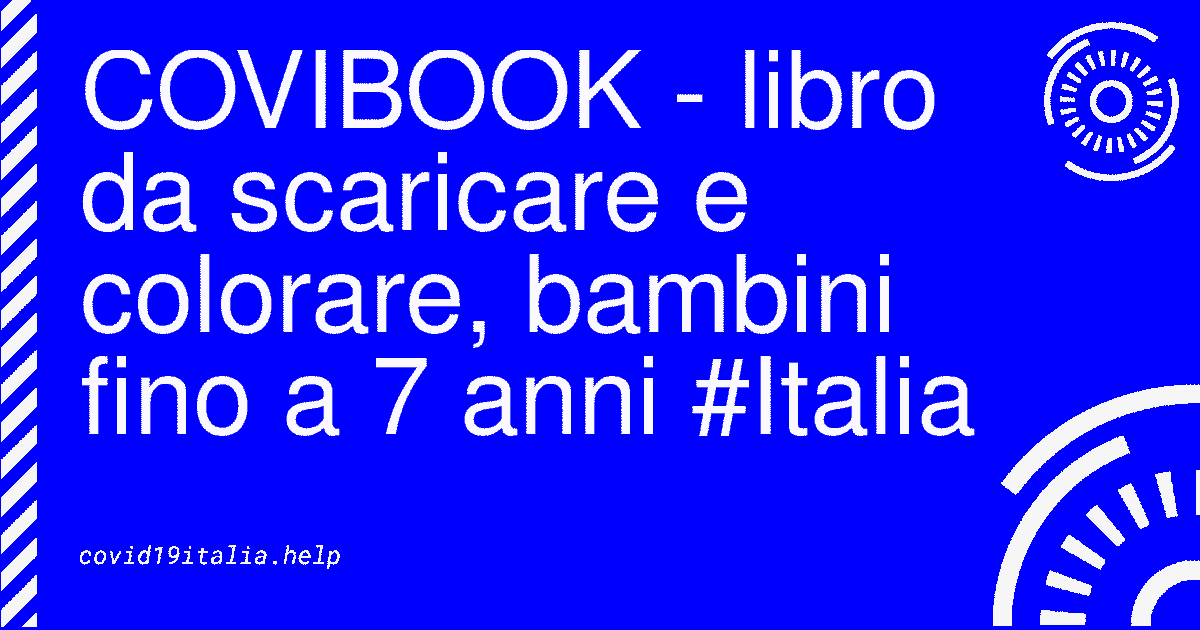 COVIBOOK - libro
da scaricare e
colorare, bambini
fino a 7 anni #Italia
covid19italia.help